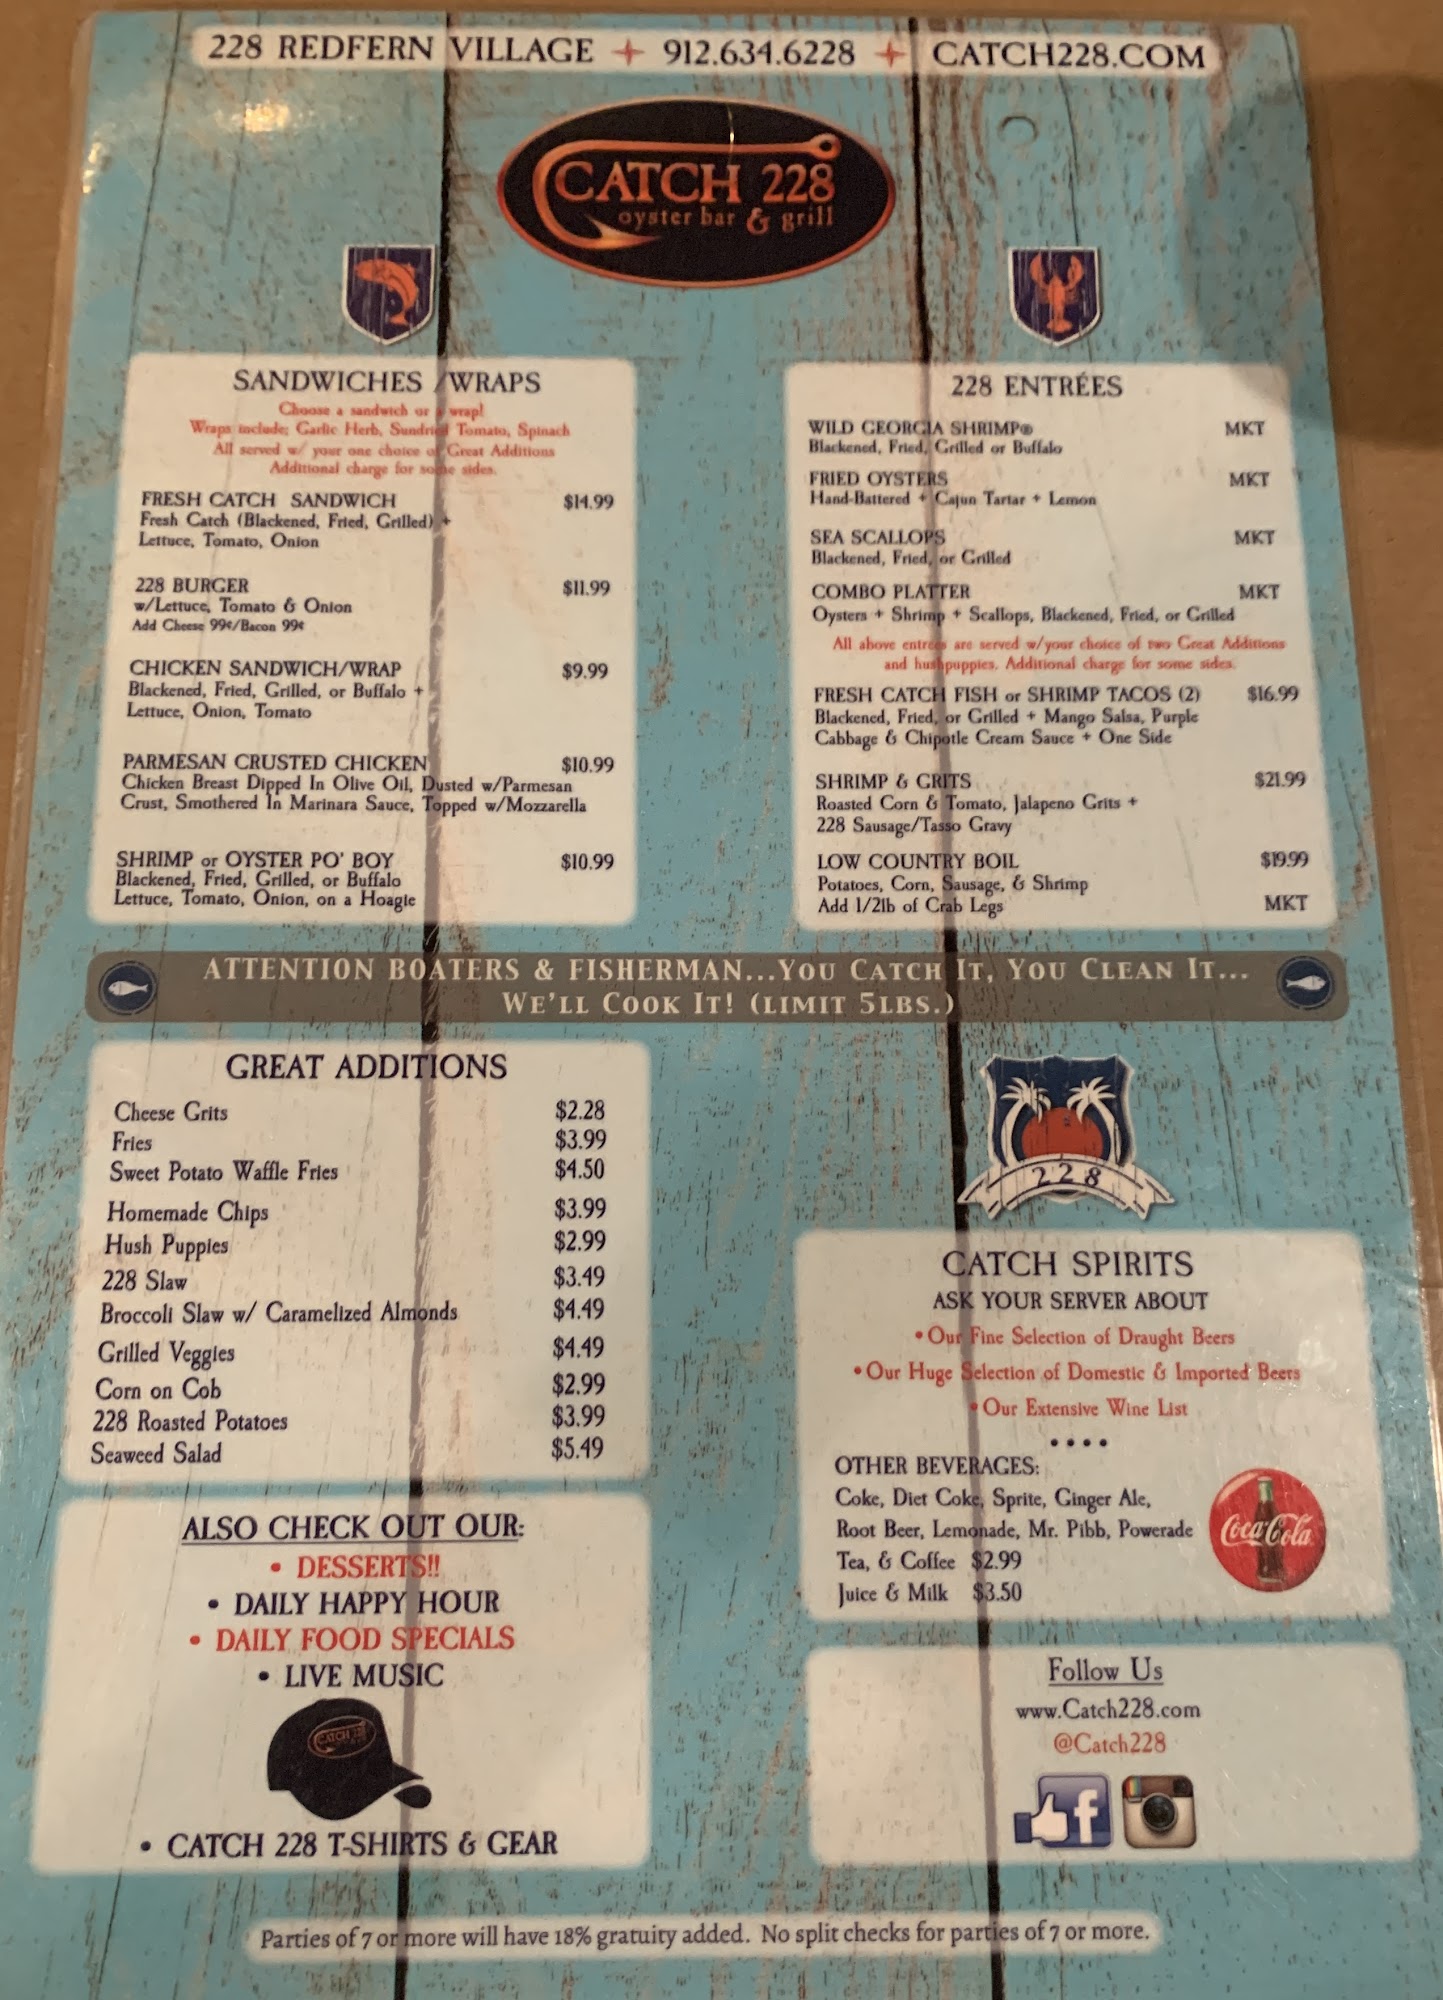 228 REDFERN VILLAGE + 912.634.6228 + CATCH228.COM
CATCH 228
oyster bar & grill
SANDWICHES /WRAPS
Choose a sandwich or a wrap!
Wraps include; Garlic Herb, Sundried Tomato, Spinach
All served w/ your one choice of Great Additions
Additional charge for some sides.
FRESH CATCH SANDWICH $14.99
Fresh Catch (Blackened, Fried, Grilled) +
Lettuce, Tomato, Onion
228 BURGER $11.99
w/Lettuce, Tomato & Onion
Add Cheese 99¢/Bacon 99¢
CHICKEN SANDWICH/WRAP $9.99
Blackened, Fried, Grilled, or Buffalo +
Lettuce, Onion, Tomato
PARMESAN CRUSTED CHICKEN $10.99
Chicken Breast Dipped In Olive Oil, Dusted w/Parmesan
Crust, Smothered In Marinara Sauce, Topped w/Mozzarella
SHRIMP or OYSTER PO' BOY $10.99
Blackened, Fried, Grilled, or Buffalo
Lettuce, Tomato, Onion, on a Hoagie
228 ENTRÉES
WILD GEORGIA SHRIMP® MKT
Blackened, Fried, Grilled or Buffalo
FRIED OYSTERS MKT
Hand-Battered + Cajun Tartar + Lemon
SEA SCALLOPS MKT
Blackened, Fried, or Grilled
COMBO PLATTER MKT
Oysters + Shrimp + Scallops, Blackened, Fried, or Grilled
All above entrees are served w/your choice of two Great Additions
and hushpuppies. Additional charge for some sides.
FRESH CATCH FISH or SHRIMP TACOS (2) $16.99
Blackened, Fried, or Grilled + Mango Salsa, Purple
Cabbage & Chipotle Cream Sauce + One Side
SHRIMP & GRITS $21.99
Roasted Corn & Tomato, Jalapeno Grits +
228 Sausage/Tasso Gravy
LOW COUNTRY BOIL $19.99
Potatoes, Corn, Sausage, & Shrimp
Add 1/2lb of Crab Legs MKT
ATTENTION BOATERS & FISHERMAN...YOU CATCH IT, YOU CLEAN IT...
WE'LL COOK IT! (LIMIT 5LBS.)
GREAT ADDITIONS
Cheese Grits $2.28
Fries $3.99
Sweet Potato Waffle Fries $4.50
Homemade Chips $3.99
Hush Puppies $2.99
228 Slaw $3.49
Broccoli Slaw w/ Caramelized Almonds $4.49
Grilled Veggies $4.49
Corn on Cob $2.99
228 Roasted Potatoes $3.99
Seaweed Salad $5.49
ALSO CHECK OUT OUR:
• DESSERTS!!
• DAILY HAPPY HOUR
• DAILY FOOD SPECIALS
• LIVE MUSIC
CATCH 228
• CATCH 228 T-SHIRTS & GEAR
228
CATCH SPIRITS
ASK YOUR SERVER ABOUT
• Our Fine Selection of Draught Beers
• Our Huge Selection of Domestic & Imported Beers
• Our Extensive Wine List
• • • •
OTHER BEVERAGES:
Coke, Diet Coke, Sprite, Ginger Ale,
Root Beer, Lemonade, Mr. Pibb, Powerade
Tea, & Coffee $2.99
Juice & Milk $3.50
Coca-Cola
Follow Us
www.Catch228.com
@Catch228
f
Parties of 7 or more will have 18% gratuity added. No split checks for parties of 7 or more.